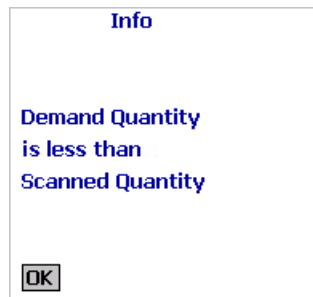 Info
Demand Quantity
is less than
Scanned Quantity
OK